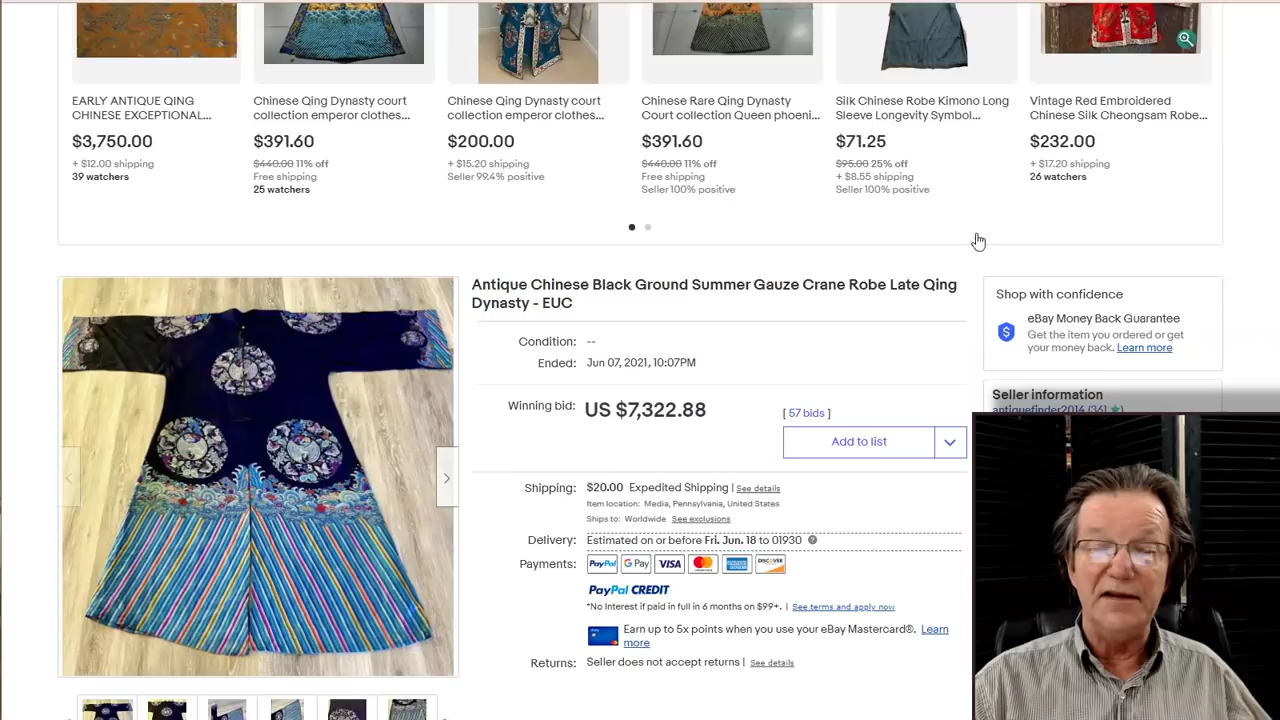 EARLY ANTIQUE QING
CHINESE EXCEPTIONAL...
$3,750.00
+ $12.00 shipping
39 watchers
Chinese Qing Dynasty court
collection emperor clothes...
$391.60
$440.00 11% off
Free shipping
25 watchers
Chinese Qing Dynasty court
collection emperor clothes...
$200.00
+ $15.20 shipping
Seller 99.4% positive
Chinese Rare Qing Dynasty
Court collection Queen phoeni...
$391.60
$440.00 11% off
Free shipping
Seller 100% positive
Silk Chinese Robe Kimono Long
Sleeve Longevity Symbol...
$71.25
$95.00 25% off
+ $8.55 shipping
Seller 100% positive
Vintage Red Embroidered
Chinese Silk Cheongsam Robe...
$232.00
+ $17.20 shipping
26 watchers
Antique Chinese Black Ground Summer Gauze Crane Robe Late Qing
Dynasty - EUC
Condition: --
Ended: Jun 07, 2021, 10:07PM
Winning bid: US $7,322.88 [ 57 bids ]
Add to list
Shipping: $20.00 Expedited Shipping | See details
Item location: Media, Pennsylvania, United States
Ships to: Worldwide See exclusions
Delivery: Estimated on or before Fri. Jun. 18 to 01930
Payments: PayPal G Pay VISA DISCOVER
PayPal CREDIT
*No Interest if paid in full in 6 months on $99+. | See terms and apply now
Earn up to 5x points when you use your eBay Mastercard®. Learn
more
Returns: Seller does not accept returns | See details
Shop with confidence
eBay Money Back Guarantee
Get the item you ordered or get
your money back. Learn more
Seller information
antiquefinder2014 (361